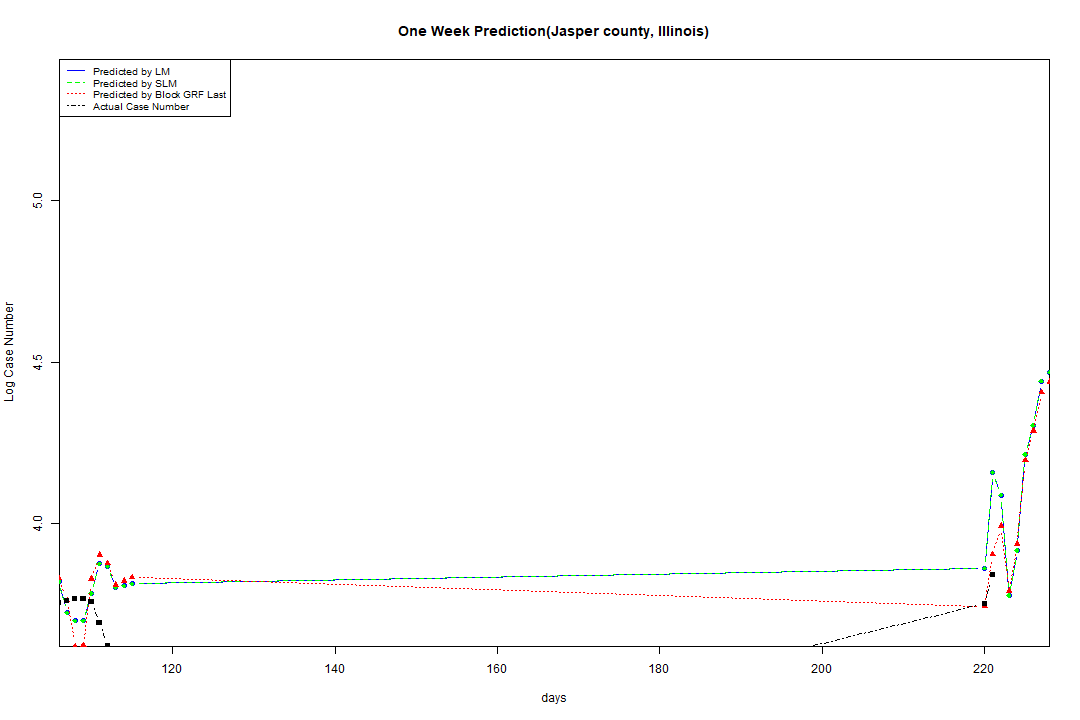 One Week Prediction(Jasper county, Illinois)
Predicted by LM
Predicted by SLM
Predicted by Block GRF Last
Actual Case Number
5.0
4.5
4.0
Log Case Number
120 140 160 180 200 220
days